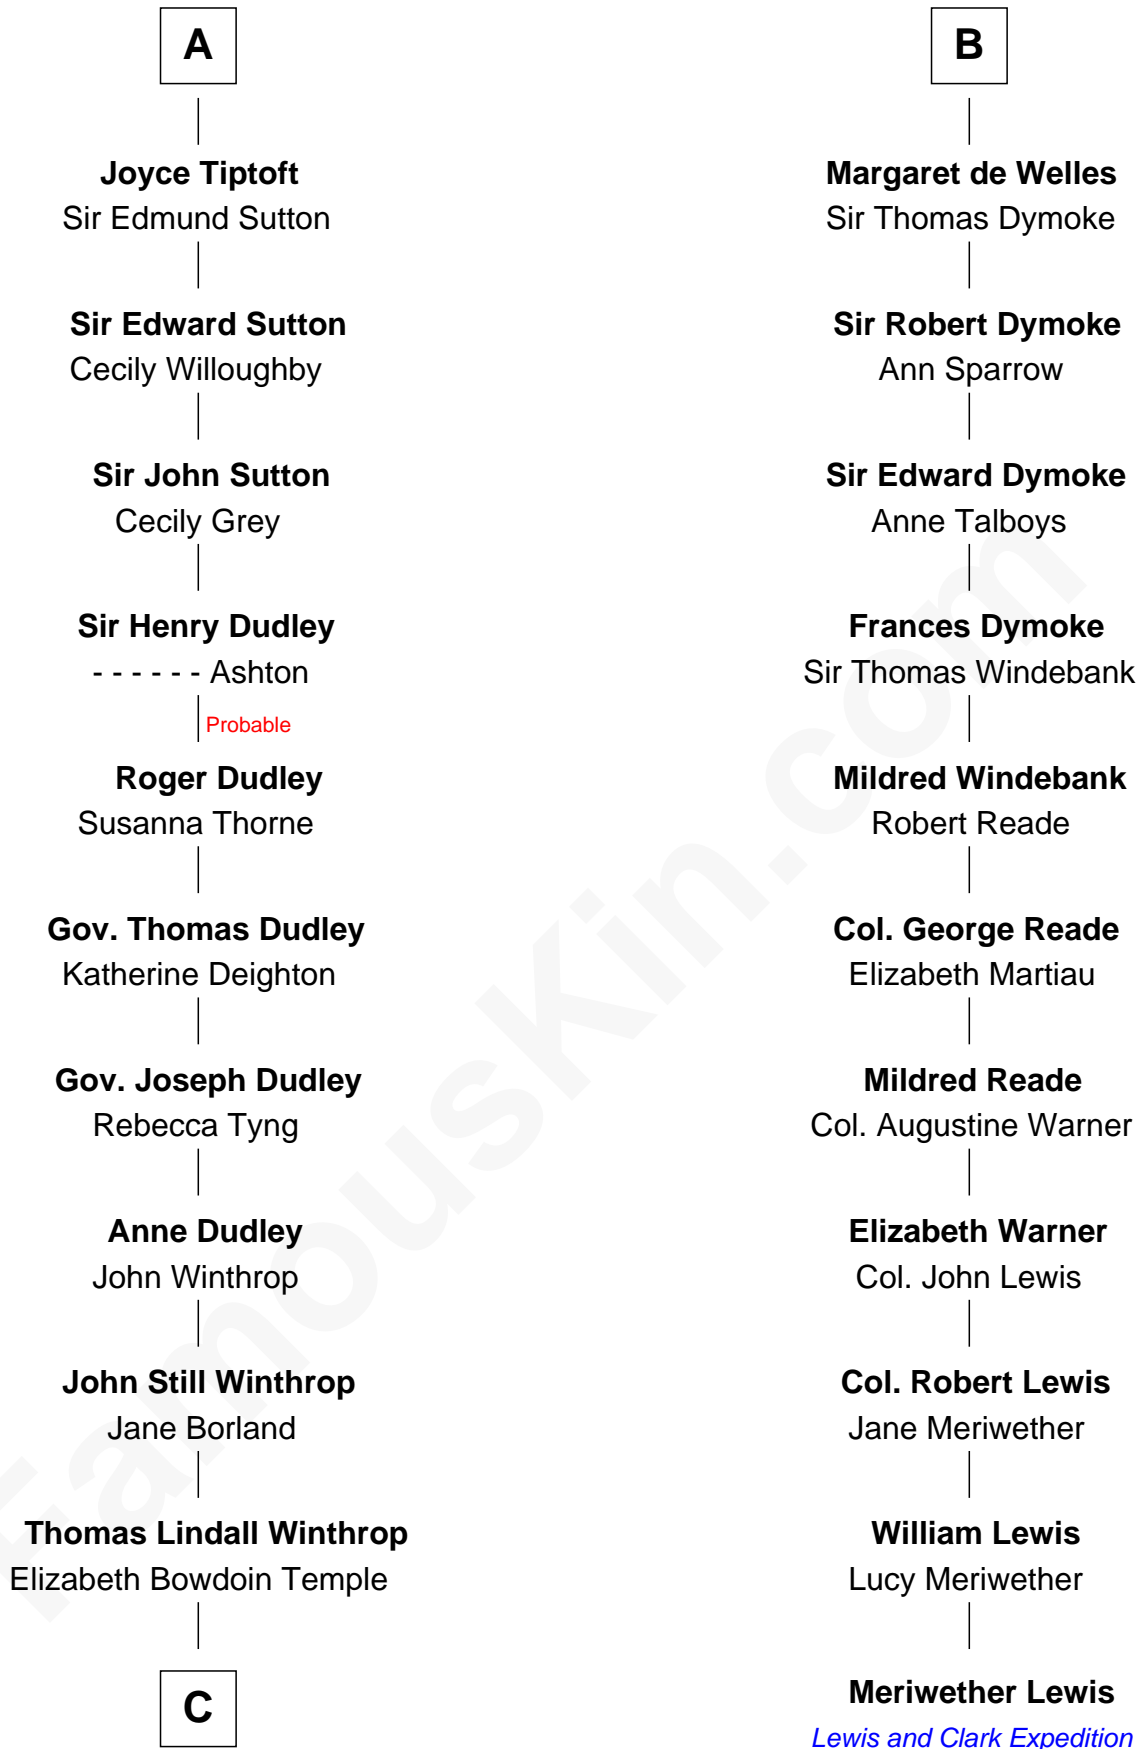 A
Joyce Tiptoft
Sir Edmund Sutton
Sir Edward Sutton
Cecily Willoughby
Sir John Sutton
Cecily Grey
Sir Henry Dudley
- - - - - - Ashton
Probable
Roger Dudley
Susanna Thorne
Gov. Thomas Dudley
Katherine Deighton
Gov. Joseph Dudley
Rebecca Tyng
Anne Dudley
John Winthrop
John Still Winthrop
Jane Borland
Thomas Lindall Winthrop
Elizabeth Bowdoin Temple
C
B
Margaret de Welles
Sir Thomas Dymoke
Sir Robert Dymoke
Ann Sparrow
Sir Edward Dymoke
Anne Talboys
Frances Dymoke
Sir Thomas Windebank
Mildred Windebank
Robert Reade
Col. George Reade
Elizabeth Martiau
Mildred Reade
Col. Augustine Warner
Elizabeth Warner
Col. John Lewis
Col. Robert Lewis
Jane Meriwether
William Lewis
Lucy Meriwether
Meriwether Lewis
Lewis and Clark Expedition
FamousKin.com